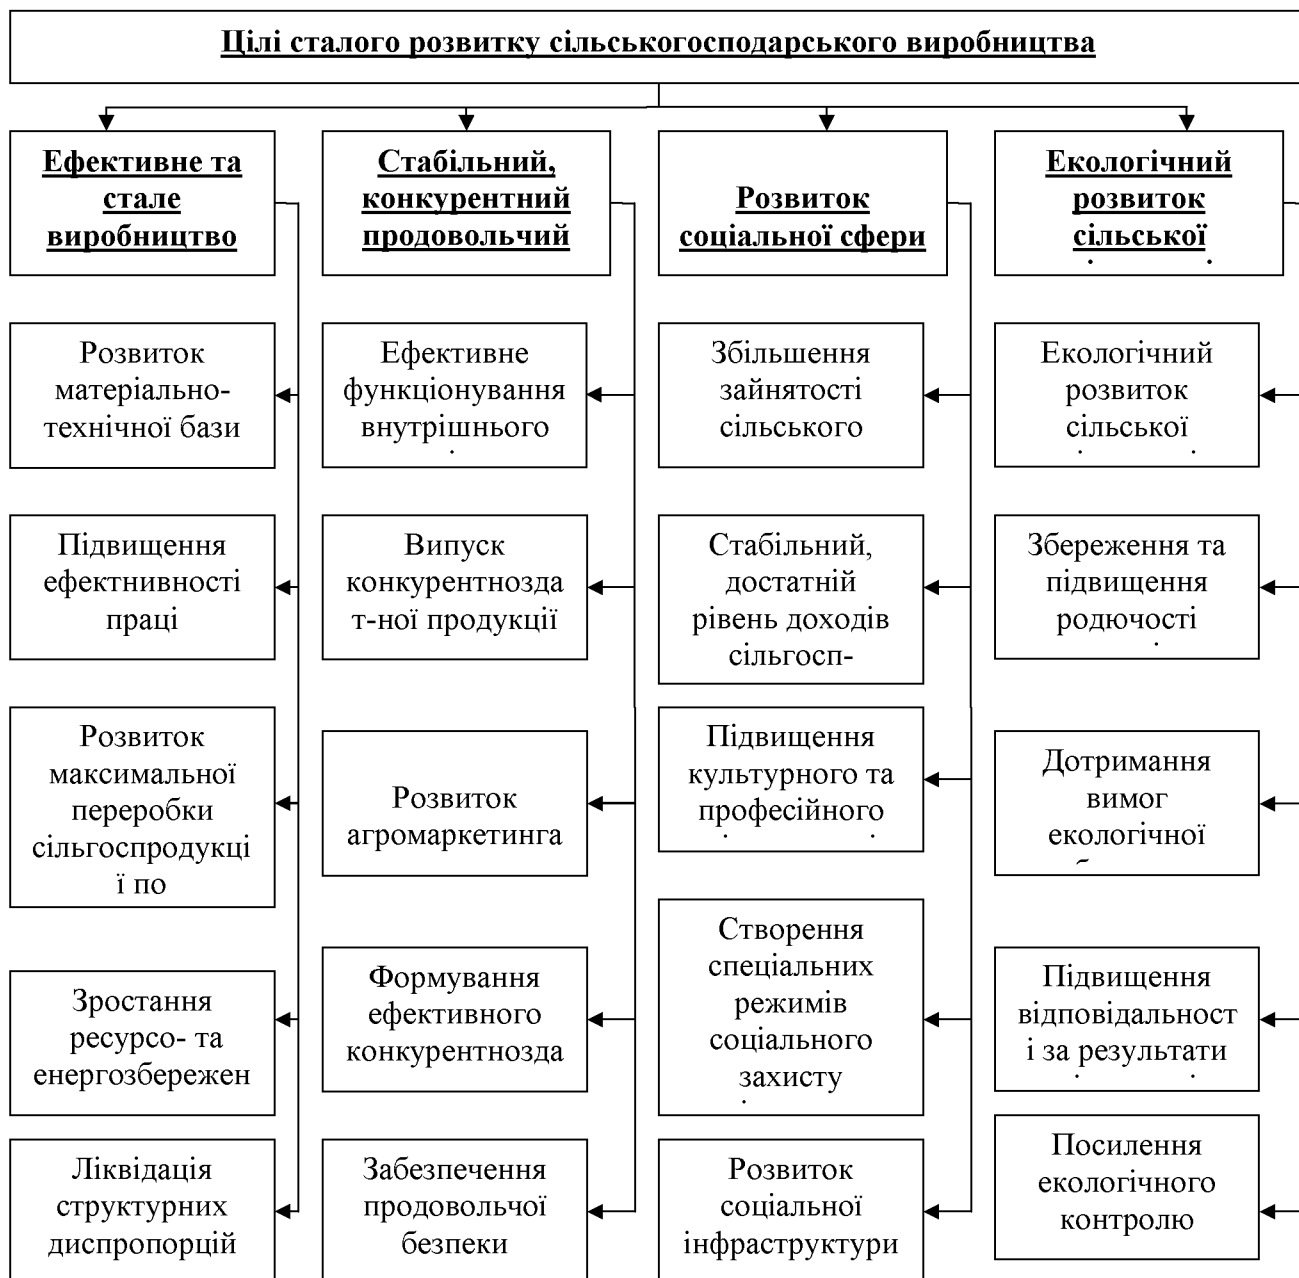 Цілі сталого розвитку сільськогосподарського виробництва
Ефективне та
стале
виробництво
Стабільний,
конкурентний
продовольчий
Розвиток
соціальної сфери
Екологічний
розвиток
сільської
Розвиток
матеріально-
технічної бази
Ефективне
функціонування
внутрішнього
Збільшення
зайнятості
сільського
Екологічний
розвиток
сільської
Підвищення
ефектнивності
праці
Випуск
конкурентнозда
т-ної продукції
Стабільний,
достатній
рівень доходів
сільгосп-
Збереження та
підвищення
родючості
Розвиток
максимальної
переробки
сільгоспродукці
ї по
Розвиток
агромаркетинга
Підвищення
культурного та
професійного
Дотримання
вимог
екологічної
Зростання
ресурсо- та
енергозбережен
Формування
ефективного
конкурентнозда
Створення
спеціальних
режимів
соціального
захисту
Підвищення
відповідальност
і за результати
Ліквідація
структурних
диспропорцій
Забезпечення
продовольчої
безпеки
Розвиток
соціальної
інфраструктури
Посилення
екологічного
контролю